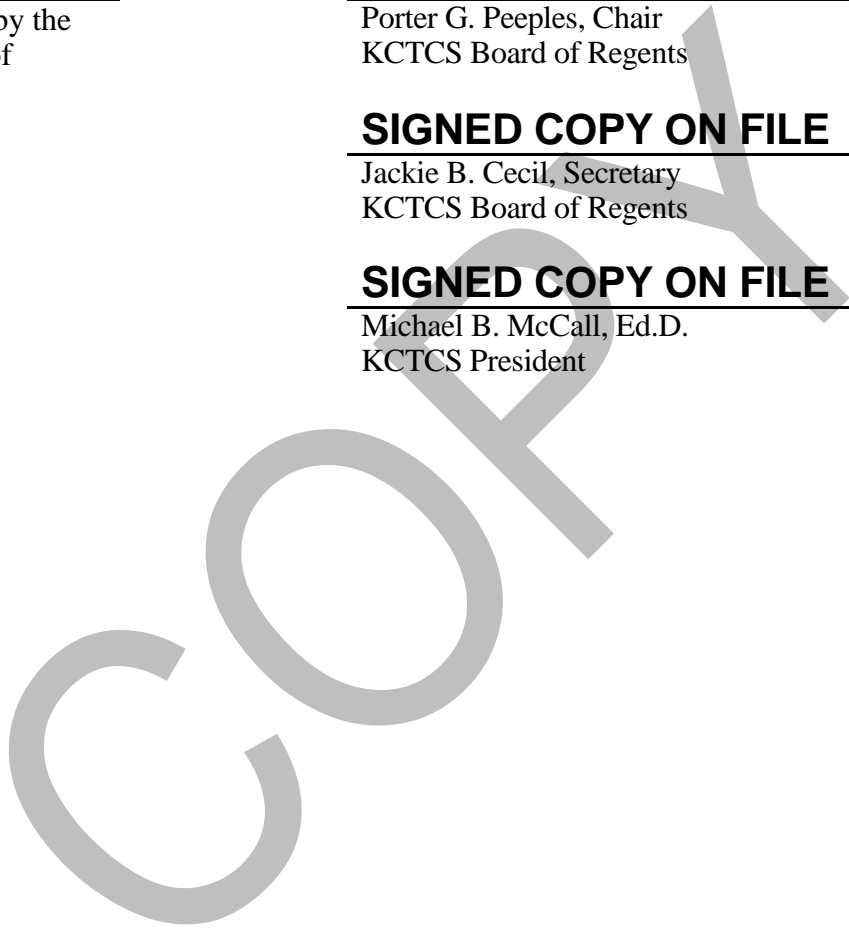 by the
of
Porter G. Peeples, Chair
KCTCS Board of Regents
SIGNED COPY ON FILE
Jackie B. Cecil, Secretary
KCTCS Board of Regents
SIGNED COPY ON FILE
Michael B. McCall, Ed.D.
KCTCS President
COPY